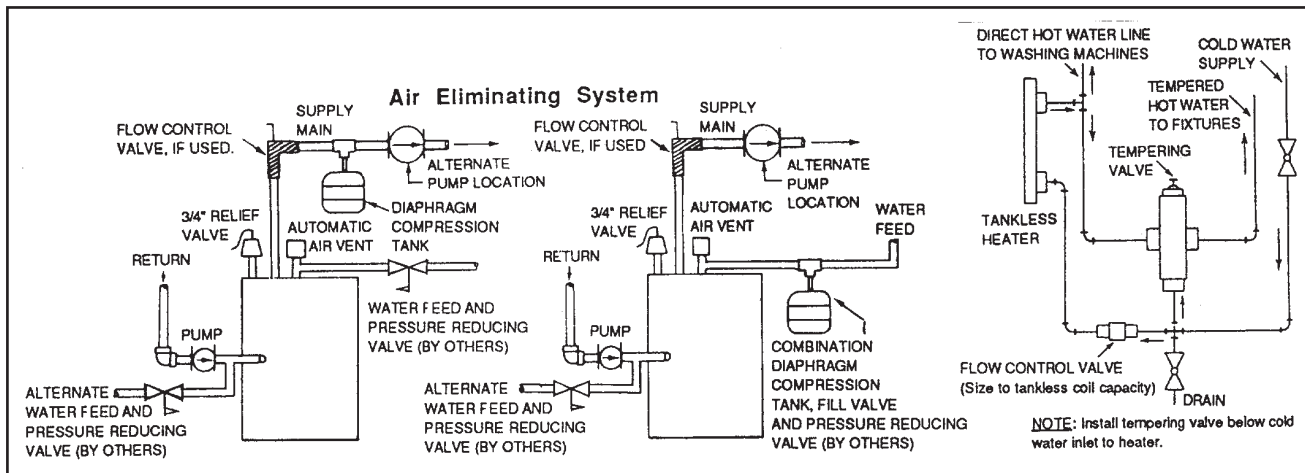 Air Eliminating System
FLOW CONTROL
VALVE, IF USED.
SUPPLY
MAIN
ALTERNATE
PUMP LOCATION
DIAPHRAGM
COMPRESSION
TANK
3/4" RELIEF
VALVE
AUTOMATIC
AIR VENT
RETURN
PUMP
WATER FEED AND
PRESSURE REDUCING
VALVE (BY OTHERS)
ALTERNATE
WATER FEED AND
PRESSURE REDUCING
VALVE (BY OTHERS)
FLOW CONTROL
VALVE, IF USED
SUPPLY
MAIN
ALTERNATE
PUMP
LOCATION
3/4" RELIEF
VALVE
AUTOMATIC
AIR VENT
WATER
FEED
RETURN
PUMP
ALTERNATE
WATER FEED AND
PRESSURE REDUCING
VALVE (BY OTHERS)
COMBINATION
DIAPHRAGM
COMPRESSION
TANK, FILL VALVE
AND PRESSURE REDUCING
VALVE (BY OTHERS)
DIRECT HOT WATER LINE
TO WASHING MACHINES
COLD WATER
SUPPLY
TEMPERED
HOT WATER
TO FIXTURES
TEMPERING
VALVE
TANKLESS
HEATER
FLOW CONTROL VALVE
(Size to tankless coil capacity)
DRAIN
NOTE: Install tempering valve below cold
water inlet to heater.